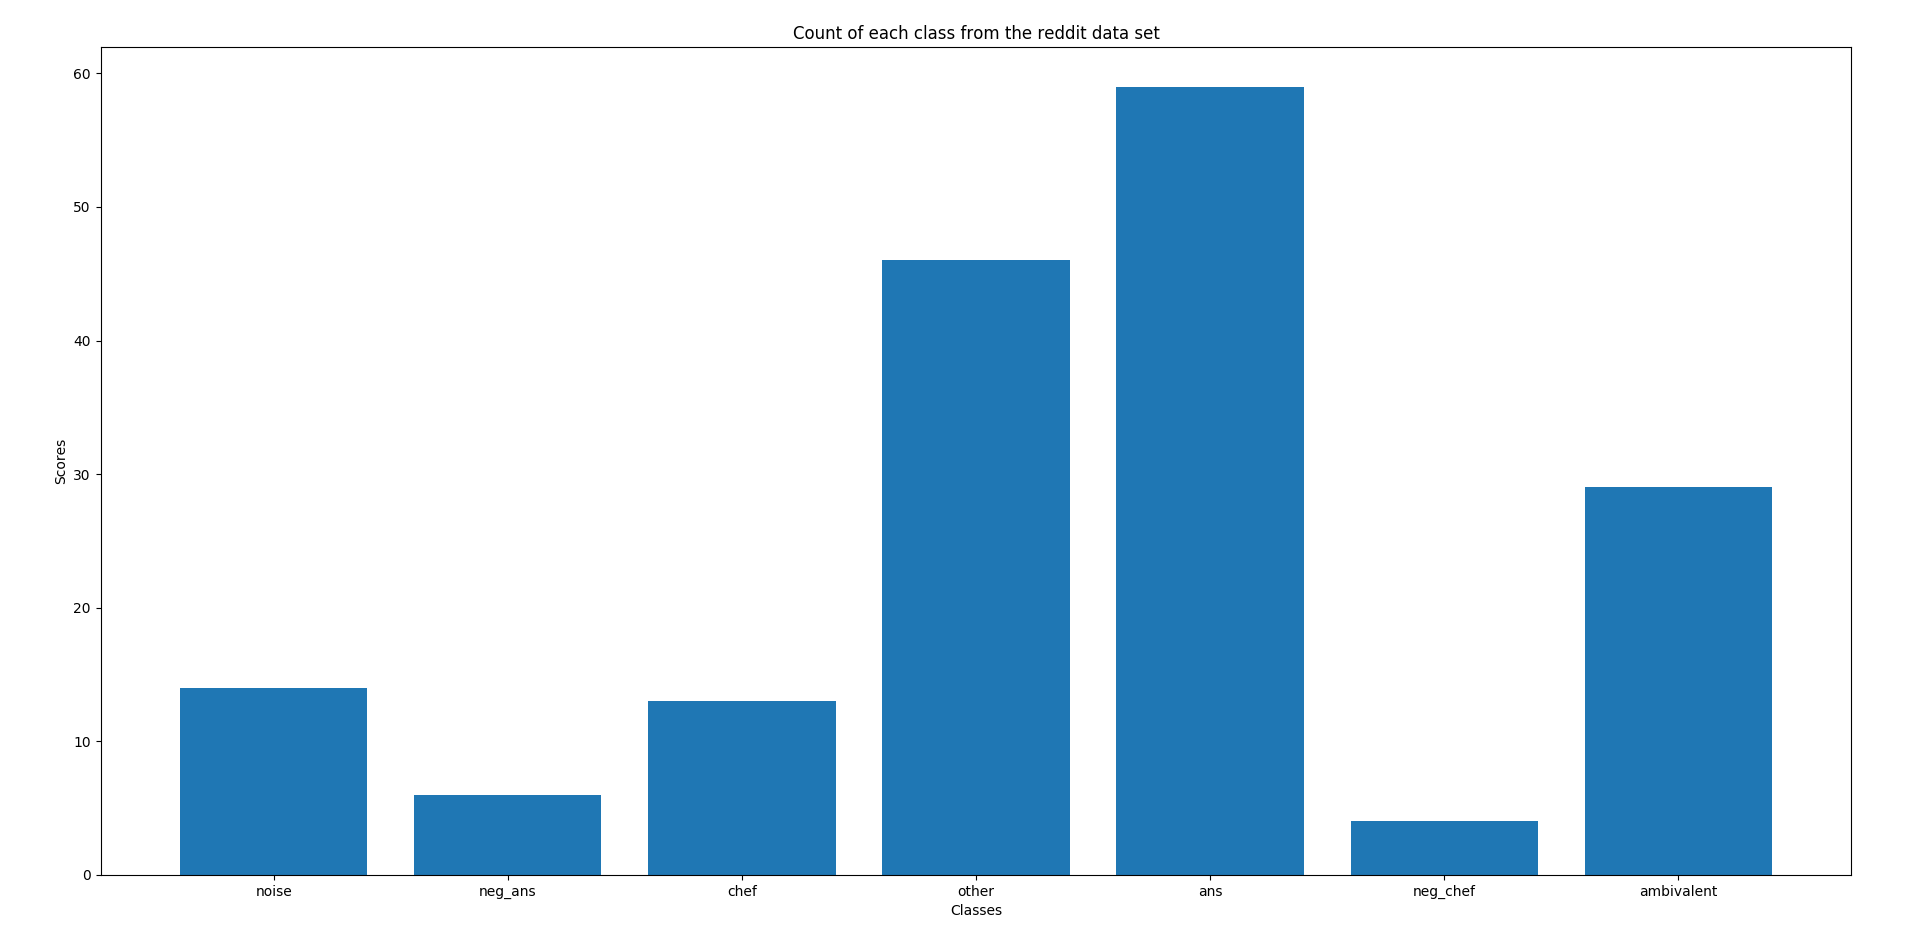 Count of each class from the reddit data set
60
50
40
30
20
10
0
Scores
noise neg_ans chef other ans neg_chef ambivalent
Classes